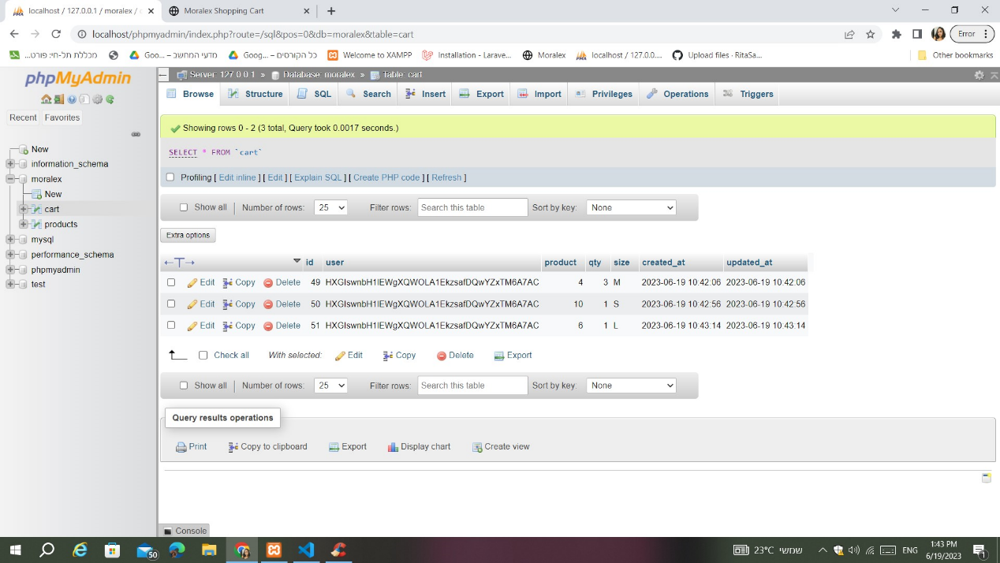 localhost / 127.0.0.1 / moralex / c
Moralex Shopping Cart
localhost/phpmyadmin/index.php?route=/sql&pos=0&db=moralex&table=cart
Error
מכללת תל-חי: פורט...
Goo... – מדעי המחשב
Goog... – כל הקורסים
Welcome to XAMPP
Installation - Larave...
Moralex
localhost / 127.0.0....
Upload files · RitaSa...
Other bookmarks
phpMyAdmin
Recent Favorites
New
information_schema
moralex
New
cart
products
mysql
performance_schema
phpmyadmin
test
Server: 127.0.0.1 » Database: moralex » Table: cart
Browse Structure SQL Search Insert Export Import Privileges Operations Triggers
Showing rows 0 - 2 (3 total, Query took 0.0017 seconds.)
SELECT * FROM `cart`
Profiling [ Edit inline ] [ Edit ] [ Explain SQL ] [ Create PHP code ] [ Refresh ]
Show all Number of rows: 25 Filter rows: Search this table Sort by key: None
Extra options
id user product qty size created_at updated_at
Edit Copy Delete 49 HXGIswnbH1IEWgXQWOLA1EkzsafDQwYZxTM6A7AC 4 3 M 2023-06-19 10:42:06 2023-06-19 10:42:06
Edit Copy Delete 50 HXGIswnbH1IEWgXQWOLA1EkzsafDQwYZxTM6A7AC 10 1 S 2023-06-19 10:42:56 2023-06-19 10:42:56
Edit Copy Delete 51 HXGIswnbH1IEWgXQWOLA1EkzsafDQwYZxTM6A7AC 6 1 L 2023-06-19 10:43:14 2023-06-19 10:43:14
Check all With selected: Edit Copy Delete Export
Show all Number of rows: 25 Filter rows: Search this table Sort by key: None
Query results operations
Print Copy to clipboard Export Display chart Create view
Console
50
23°C שמשי
ENG
1:43 PM
6/19/2023
1